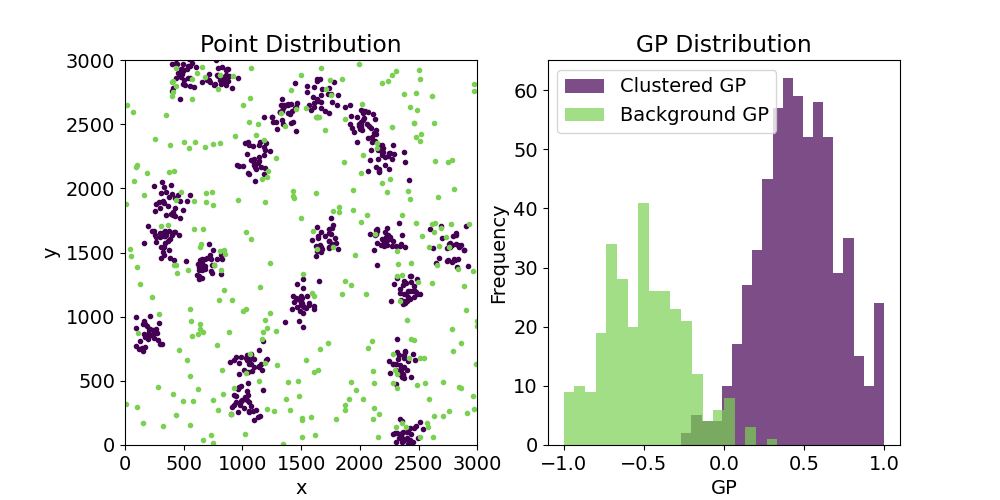 Point Distribution
3000
2500
2000
1500
1000
500
0
y
0 500 1000 1500 2000 2500 3000
x
GP Distribution
Clustered GP
Background GP
60
50
40
30
20
10
0
Frequency
−1.0 −0.5 0.0 0.5 1.0
GP